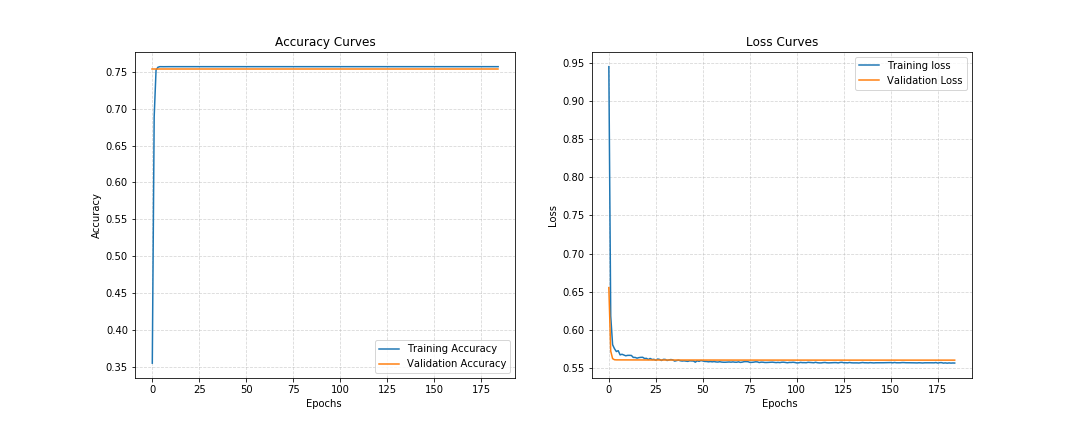 Accuracy Curves
Accuracy
0.75
0.70
0.65
0.60
0.55
0.50
0.45
0.40
0.35
Training Accuracy
Validation Accuracy
0 25 50 75 100 125 150 175
Epochs
Loss Curves
Loss
0.95
0.90
0.85
0.80
0.75
0.70
0.65
0.60
0.55
Training loss
Validation Loss
0 25 50 75 100 125 150 175
Epochs